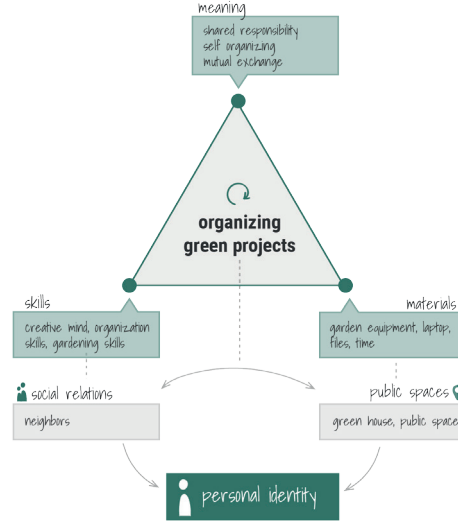 meaning
shared responsibility
self organizing
mutual exchange
organizing
green projects
skills
creative mind, organization
skills, gardening skills
materials
garden equipment, laptop,
files, time
social relations
neighbors
public spaces
green house, public space
personal identity